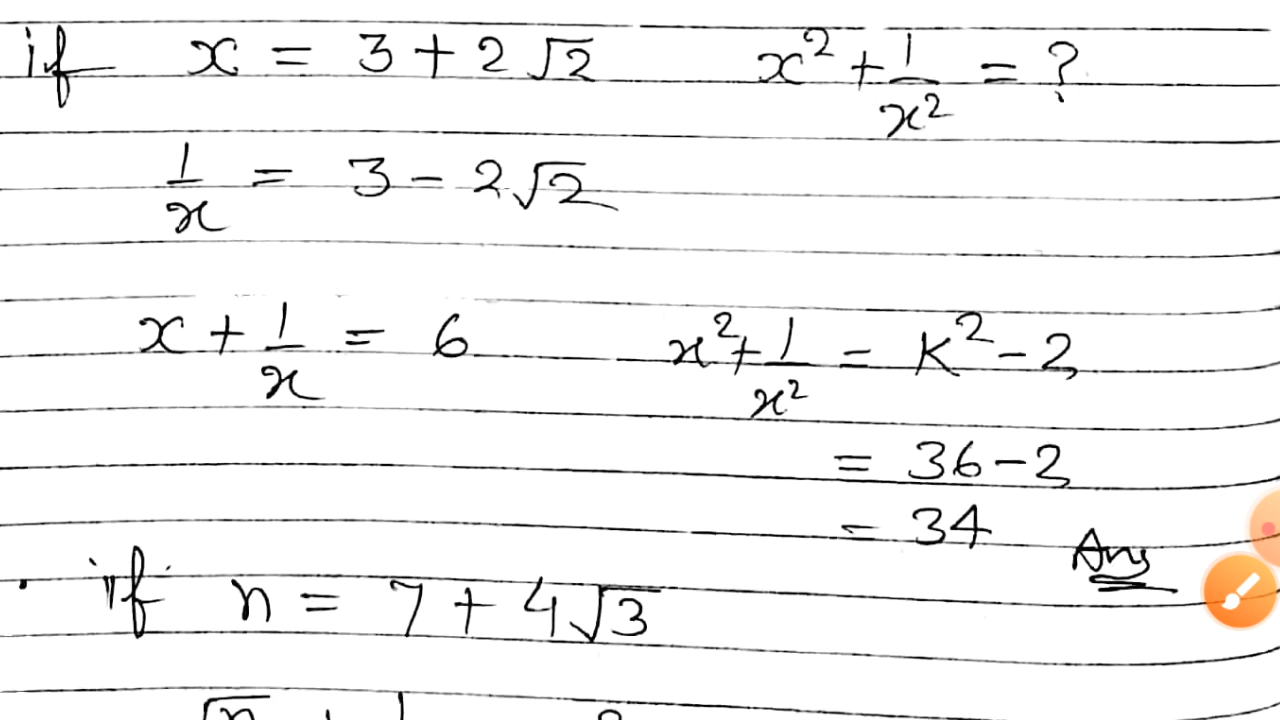 if x = 3 + 2√2 x² + 1/x² = ?
1/x = 3 - 2√2
x + 1/x = 6 x² + 1/x² = K² - 2
= 36 - 2
= 34 Ans
· if n = 7 + 4√3